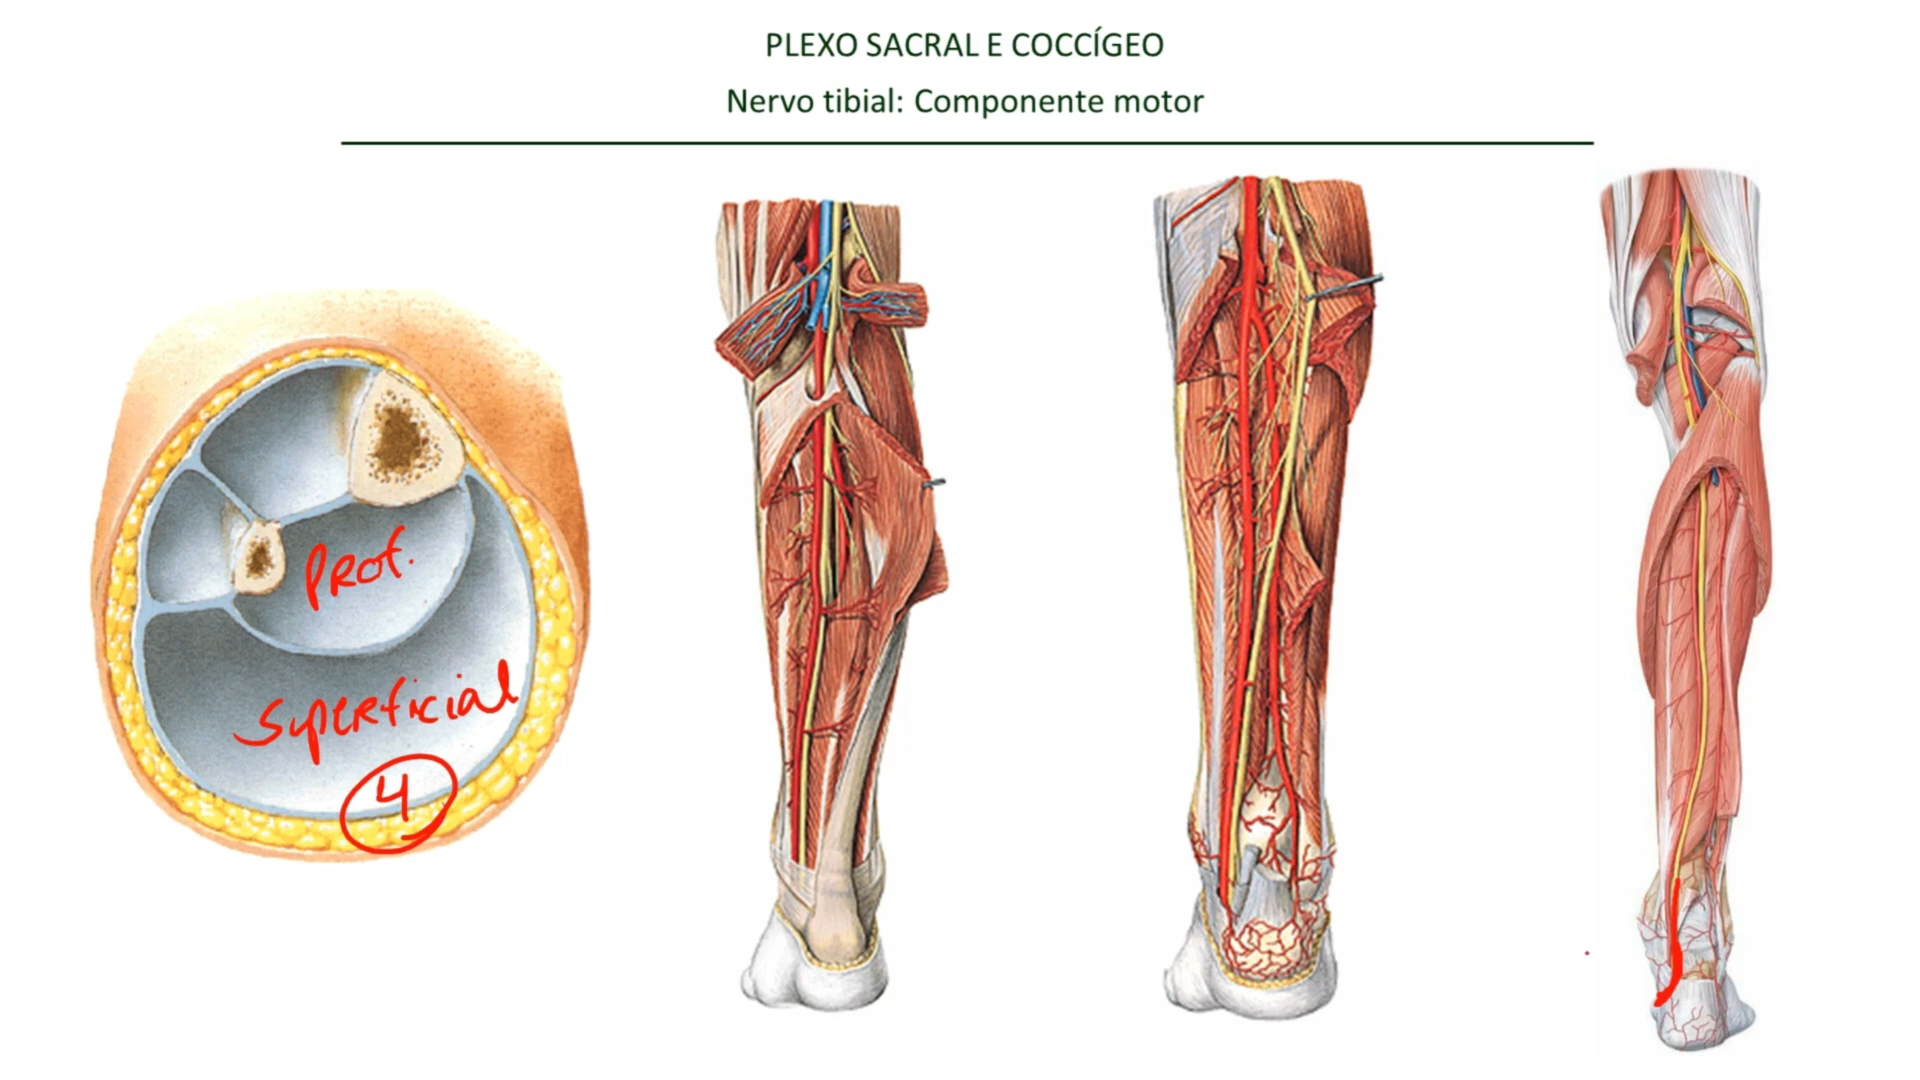 PLEXO SACRAL E COCCÍGEO
Nervo tibial: Componente motor
Prof.
Superficial
4